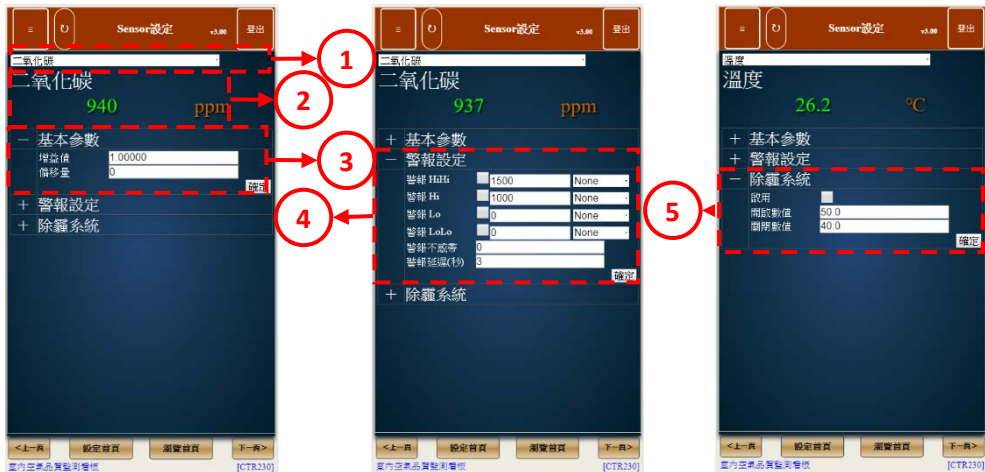 ≡
↻
Sensor設定
v3.00
登出
二氧化碳
二氧化碳
940 ppm
− 基本參數
增益值 1.00000
偏移量 0
確定
+ 警報設定
+ 除霾系統
<上一頁
設定首頁
瀏覽首頁
下一頁>
室內空氣品質監測看板
[CTR230]
1
2
3
4
≡
↻
Sensor設定
v3.00
登出
二氧化碳
二氧化碳
937 ppm
+ 基本參數
− 警報設定
警報 HiHi 1500 None
警報 Hi 1000 None
警報 Lo 0 None
警報 LoLo 0 None
警報不感帶 0
警報延遲(秒) 3
確定
+ 除霾系統
<上一頁
設定首頁
瀏覽首頁
下一頁>
室內空氣品質監測看板
[CTR230]
5
≡
↻
Sensor設定
v3.00
登出
溫度
溫度
26.2 °C
+ 基本參數
+ 警報設定
− 除霾系統
啟用
開啟數值 50.0
關閉數值 40.0
確定
<上一頁
設定首頁
瀏覽首頁
下一頁>
室內空氣品質監測看板
[CTR230]